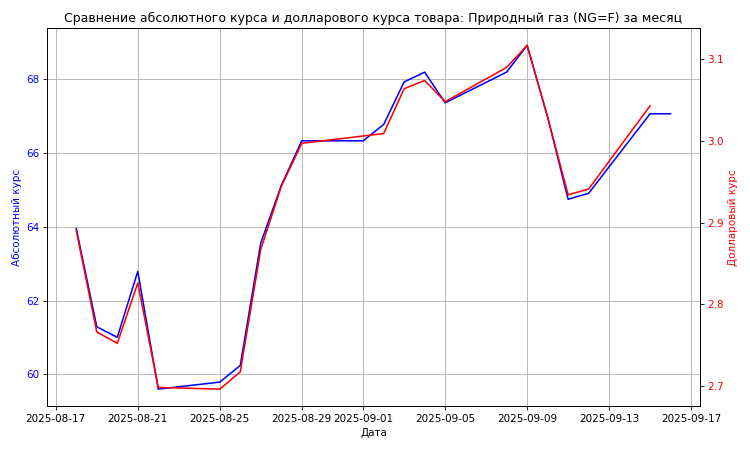 Сравнение абсолютного курса и долларового курса товара: Природный газ (NG=F) за месяц
Абсолютный курс
68
66
64
62
60
3.1
3.0
2.9
2.8
2.7
Долларовый курс
2025-08-17 2025-08-21 2025-08-25 2025-08-29 2025-09-01 2025-09-05 2025-09-09 2025-09-13 2025-09-17
Дата